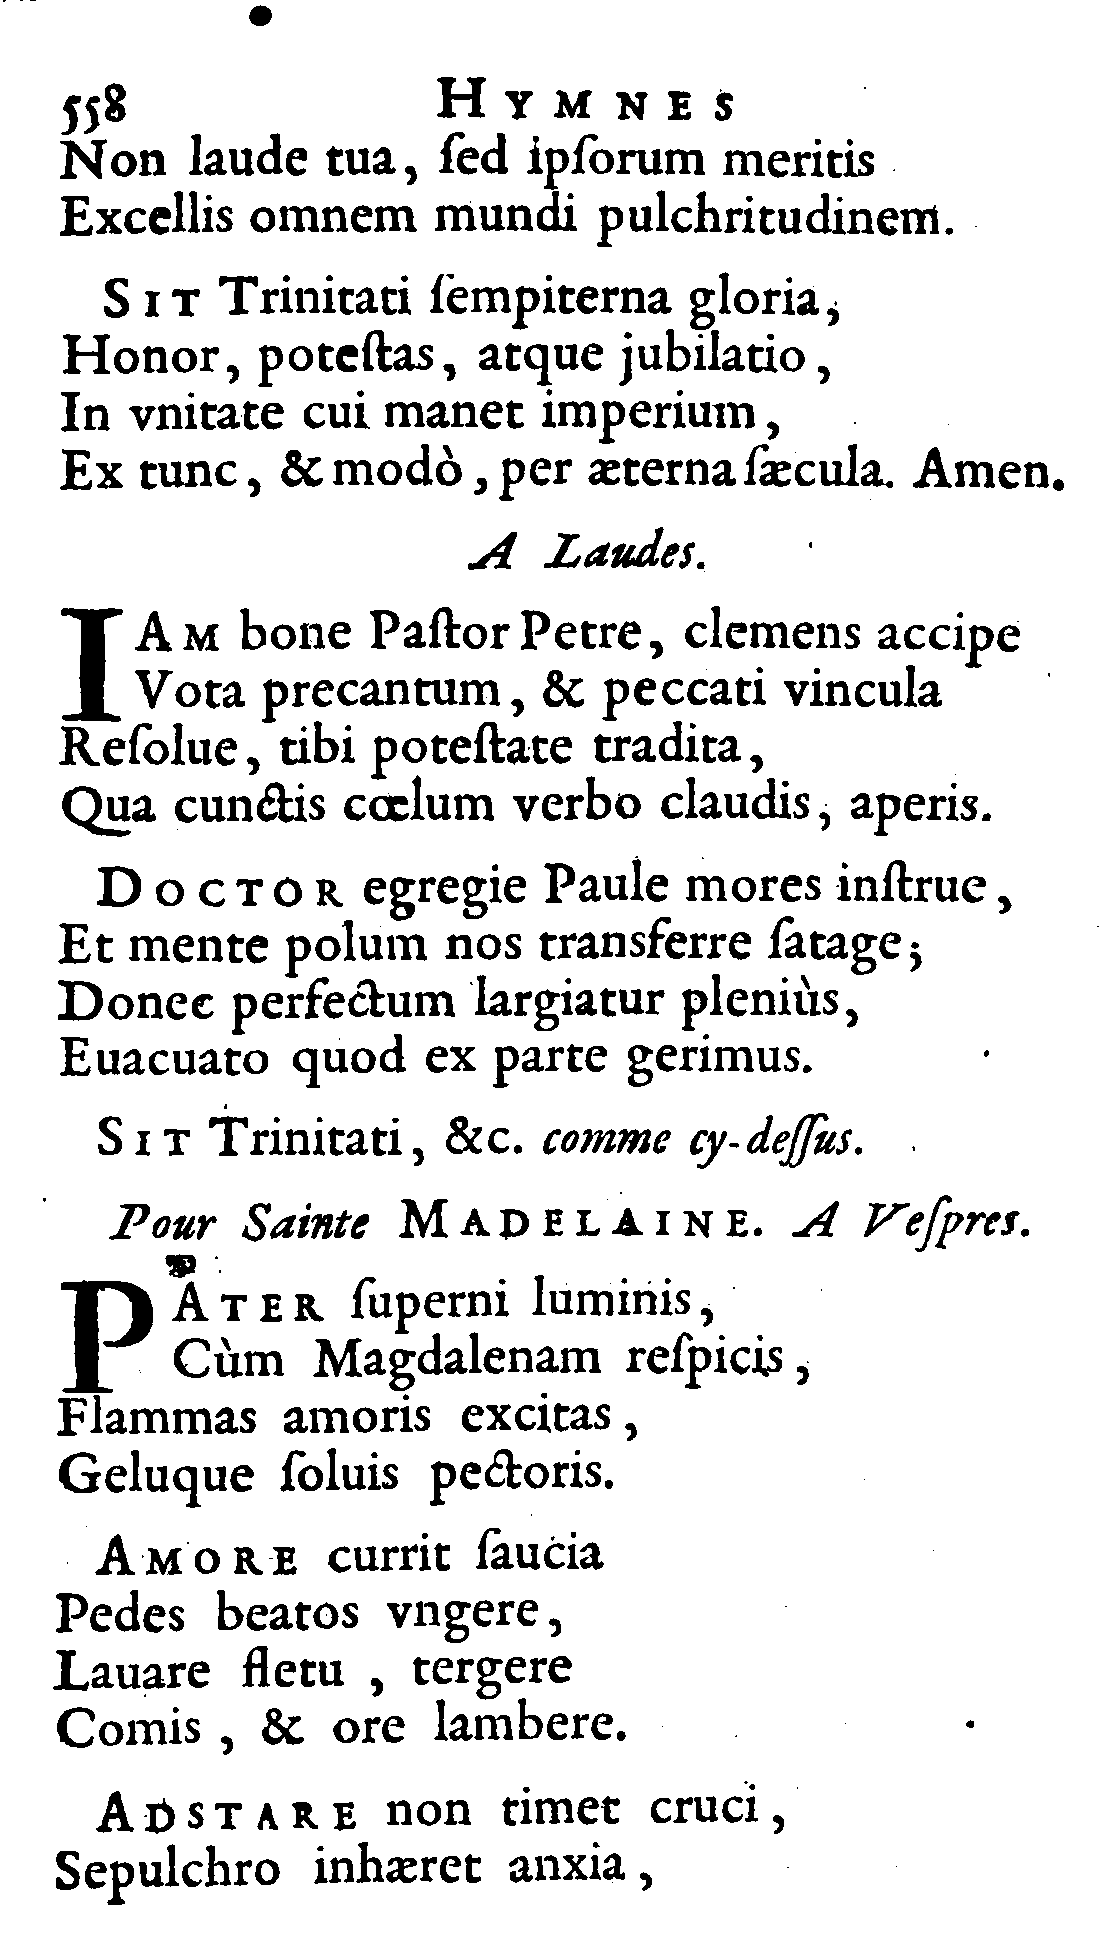 558 HYMNES
Non laude tua, ſed ipſorum meritis
Excellis omnem mundi pulchritudinem.
SIT Trinitati ſempiterna gloria,
Honor, poteſtas, atque jubilatio,
In vnitate cui manet imperium,
Ex tunc, & modò, per æterna ſæcula. Amen.
A Laudes.
IAM bone Paſtor Petre, clemens accipe
Vota precantum, & peccati vincula
Reſolue, tibi poteſtate tradita,
Qua cunctis cœlum verbo claudis, aperis.
DOCTOR egregie Paule mores inſtrue,
Et mente polum nos transferre ſatage;
Donec perfectum largiatur pleniùs,
Euacuato quod ex parte gerimus.
SIT Trinitati, &c. comme cy-deſſus.
Pour Sainte MADELAINE. A Veſpres.
PATER ſuperni luminis,
Cùm Magdalenam reſpicis,
Flammas amoris excitas,
Geluque ſoluis pectoris.
AMORE currit ſaucia
Pedes beatos vngere,
Lauare fletu, tergere
Comis, & ore lambere.
ADSTARE non timet cruci,
Sepulchro inhæret anxia,